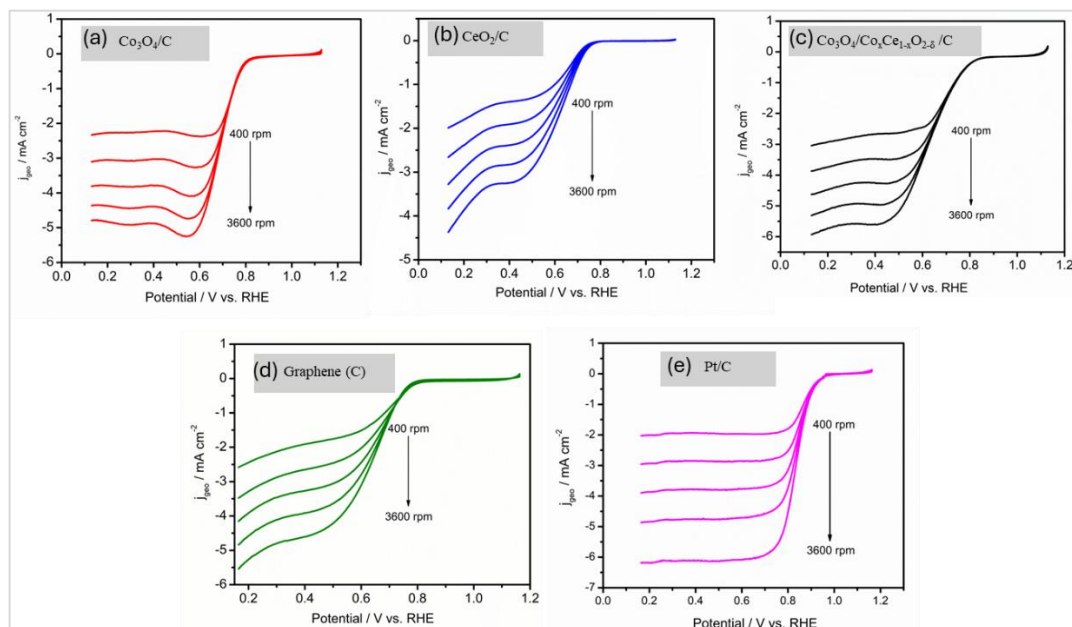 (a) Co₃O₄/C
1
0
-1
-2
-3
-4
-5
-6
0.0 0.2 0.4 0.6 0.8 1.0 1.2
j_geo / mA cm⁻²
Potential / V vs. RHE
400 rpm
3600 rpm
(b) CeO₂/C
1
0
-1
-2
-3
-4
-5
0.0 0.2 0.4 0.6 0.8 1.0 1.2
j_geo / mA cm⁻²
Potential / V vs. RHE
400 rpm
3600 rpm
(c) Co₃O₄/CoₓCe₁₋ₓO₂₋δ /C
1
0
-1
-2
-3
-4
-5
-6
0.0 0.2 0.4 0.6 0.8 1.0 1.2
j_geo / mA cm⁻²
Potential / V vs. RHE
400 rpm
3600 rpm
(d) Graphene (C)
1
0
-1
-2
-3
-4
-5
-6
0.2 0.4 0.6 0.8 1.0 1.2
j_geo / mA cm⁻²
Potential / V vs. RHE
400 rpm
3600 rpm
(e) Pt/C
1
0
-1
-2
-3
-4
-5
-6
-7
0.0 0.2 0.4 0.6 0.8 1.0 1.2
j_geo / mA cm⁻²
Potential / V vs. RHE
400 rpm
3600 rpm